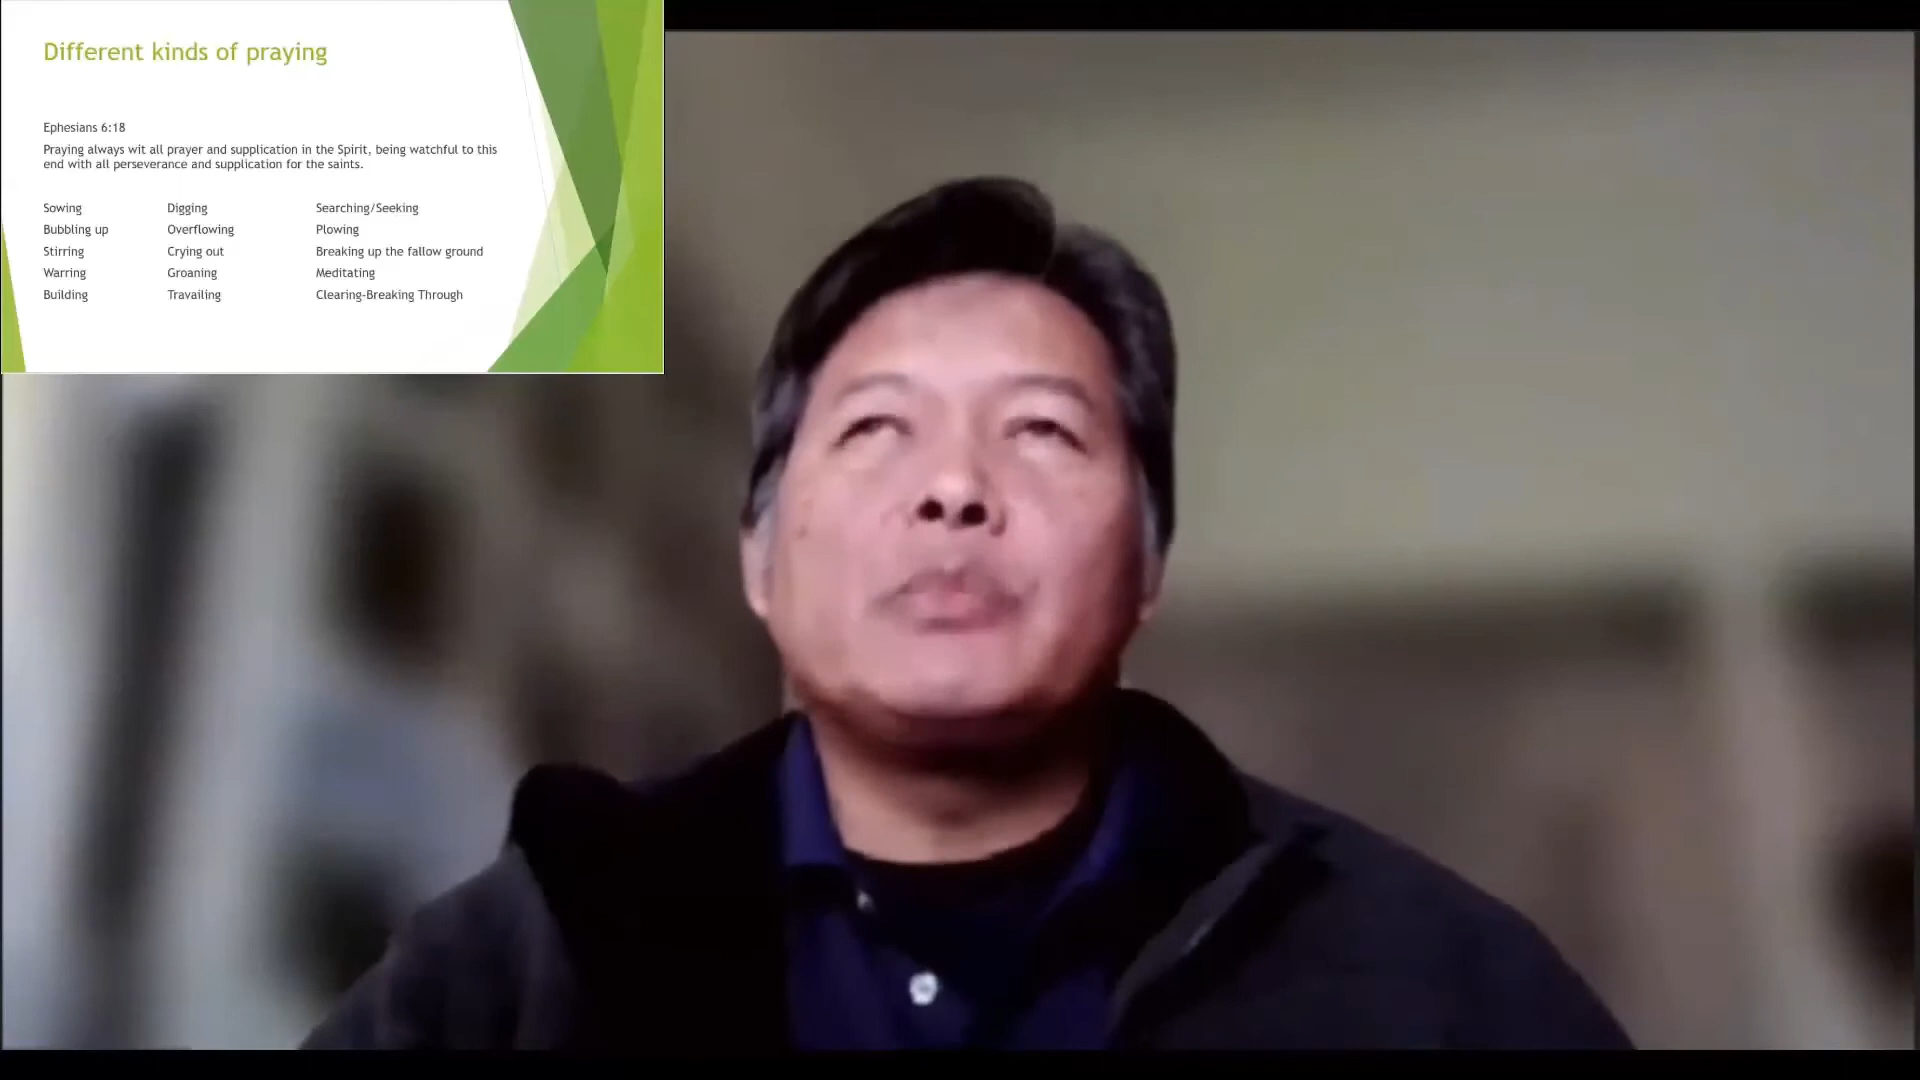 Different kinds of praying
Ephesians 6:18
Praying always wit all prayer and supplication in the Spirit, being watchful to this
end with all perseverance and supplication for the saints.
Sowing Digging Searching/Seeking
Bubbling up Overflowing Plowing
Stirring Crying out Breaking up the fallow ground
Warring Groaning Meditating
Building Travailing Clearing-Breaking Through